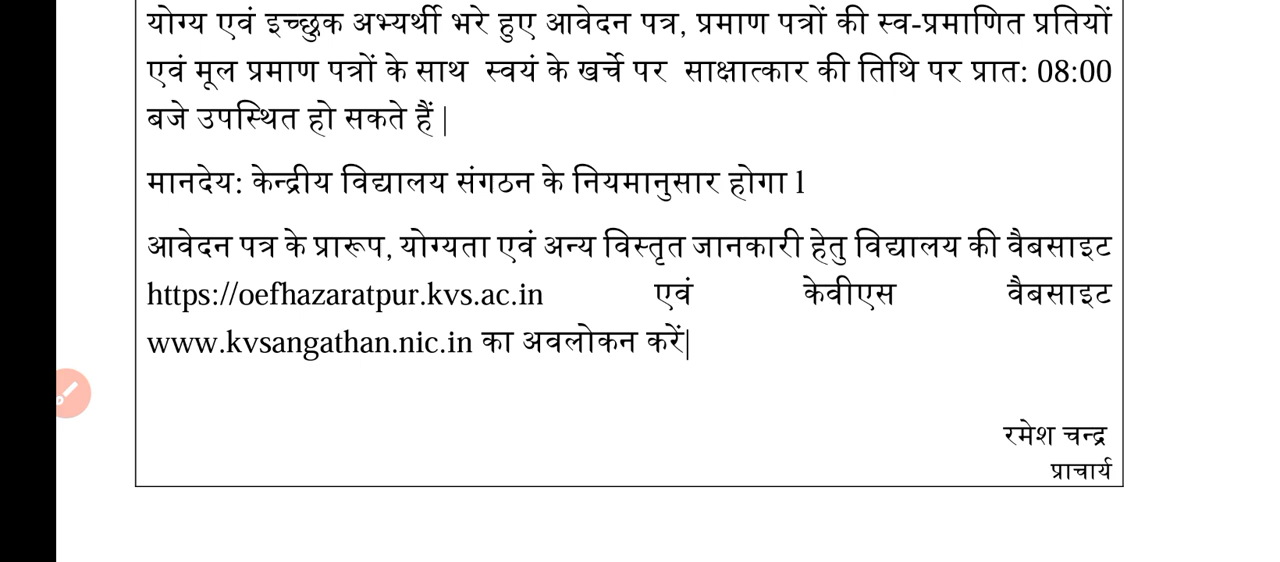 योग्य एवं इच्छुक अभ्यर्थी भरे हुए आवेदन पत्र, प्रमाण पत्रों की स्व-प्रमाणित प्रतियों
एवं मूल प्रमाण पत्रों के साथ स्वयं के खर्चे पर साक्षात्कार की तिथि पर प्रात: 08:00
बजे उपस्थित हो सकते हैं |
मानदेय: केन्द्रीय विद्यालय संगठन के नियमानुसार होगा l
आवेदन पत्र के प्रारूप, योग्यता एवं अन्य विस्तृत जानकारी हेतु विद्यालय की वैबसाइट
https://oefhazaratpur.kvs.ac.in एवं केवीएस वैबसाइट
www.kvsangathan.nic.in का अवलोकन करें|
रमेश चन्द्र
प्राचार्य